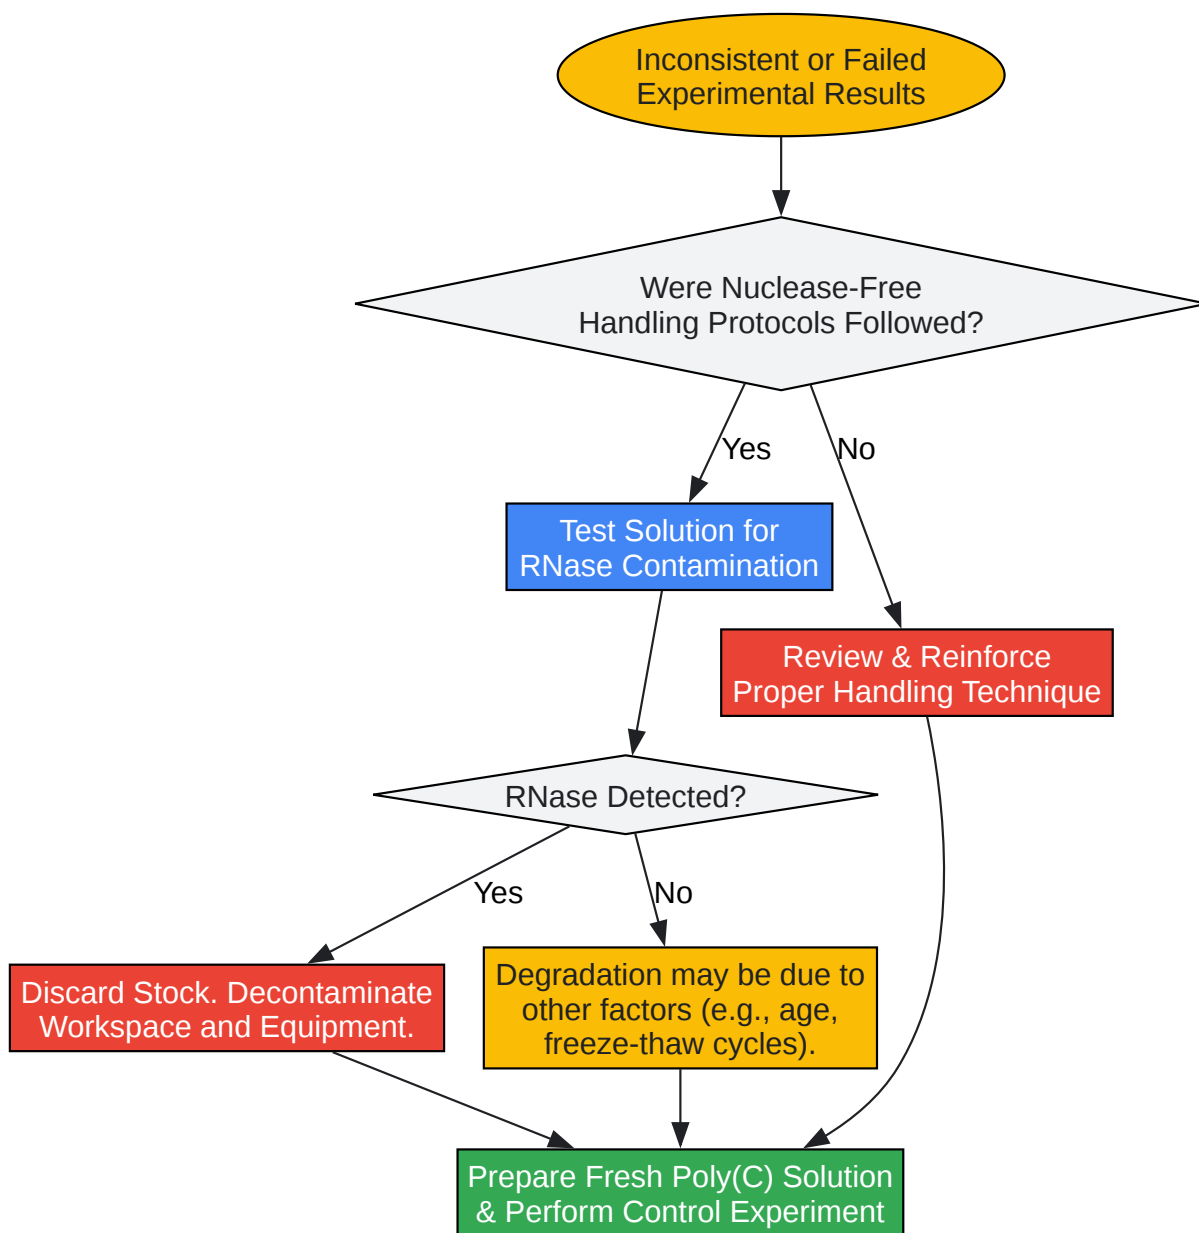 Inconsistent or Failed
Experimental Results
Were Nuclease-Free
Handling Protocols Followed?
Yes
No
Test Solution for
RNase Contamination
Review & Reinforce
Proper Handling Technique
RNase Detected?
Yes
No
Discard Stock. Decontaminate
Workspace and Equipment.
Degradation may be due to
other factors (e.g., age,
freeze-thaw cycles).
Prepare Fresh Poly(C) Solution
& Perform Control Experiment